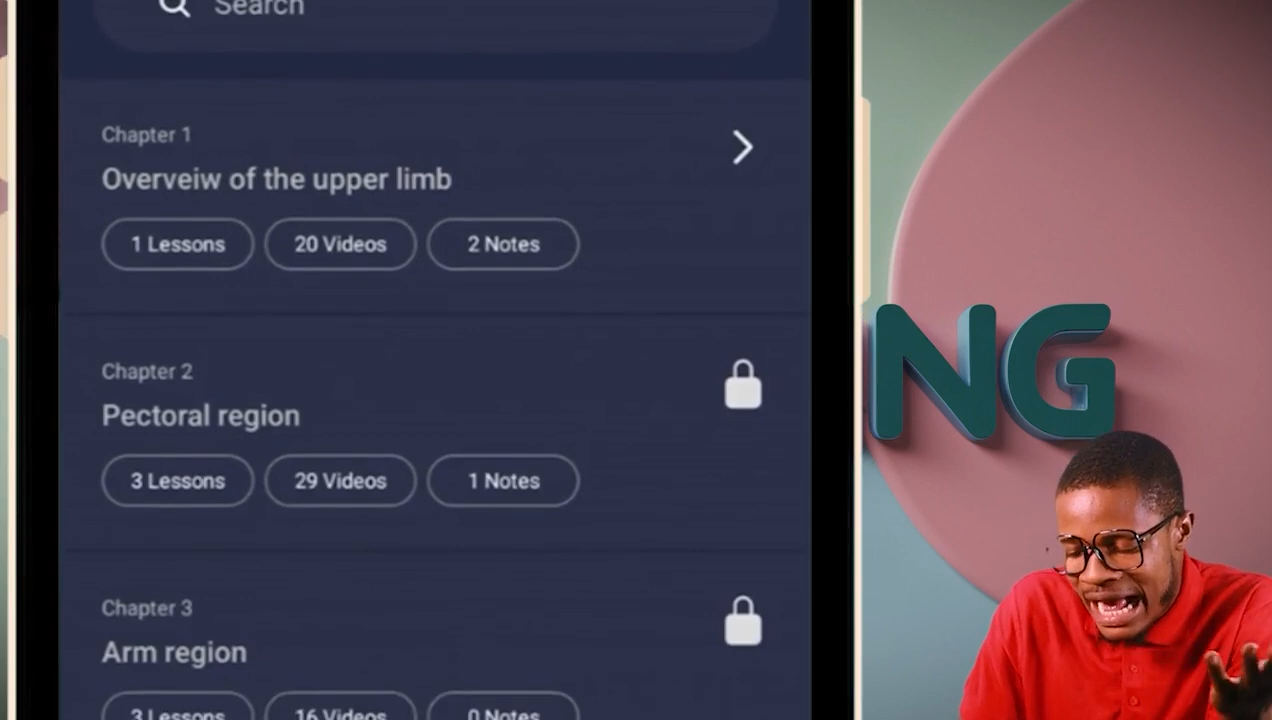 Search
Chapter 1
Overveiw of the upper limb
1 Lessons
20 Videos
2 Notes
Chapter 2
Pectoral region
3 Lessons
29 Videos
1 Notes
Chapter 3
Arm region
3 Lessons
16 Videos
0 Notes
NG